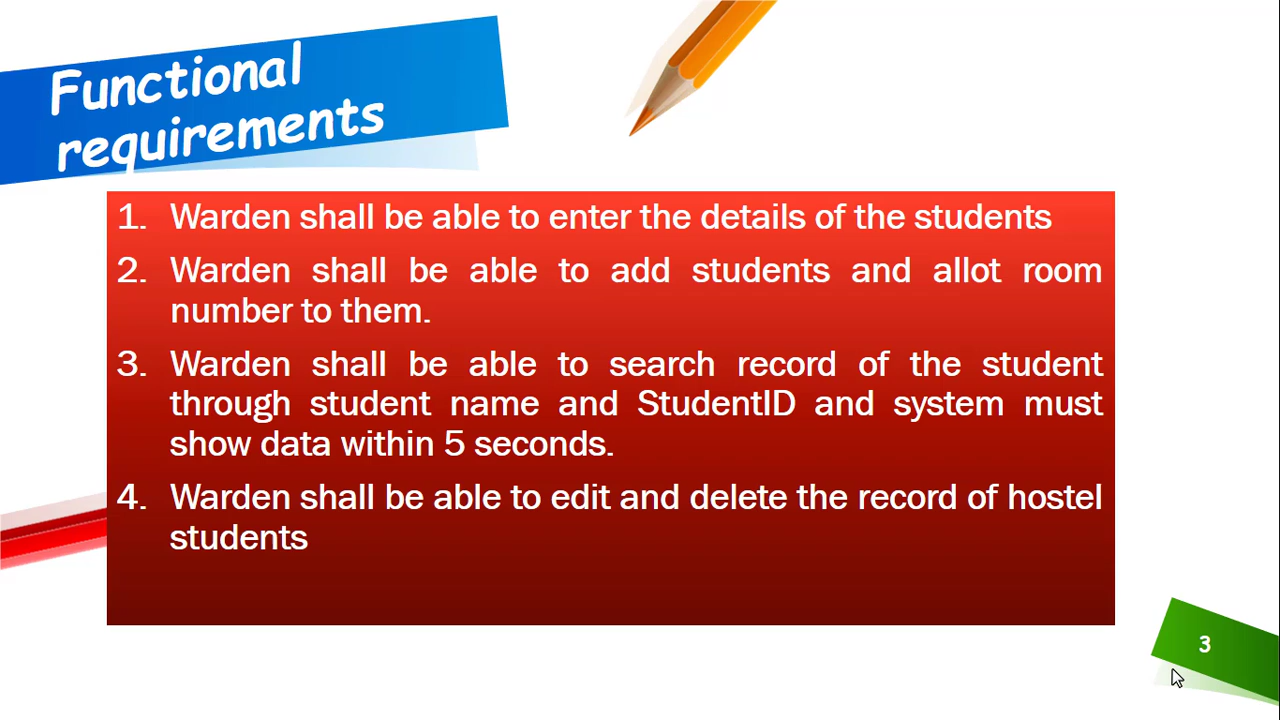 Functional
requirements
1. Warden shall be able to enter the details of the students
2. Warden shall be able to add students and allot room
number to them.
3. Warden shall be able to search record of the student
through student name and StudentID and system must
show data within 5 seconds.
4. Warden shall be able to edit and delete the record of hostel
students
3